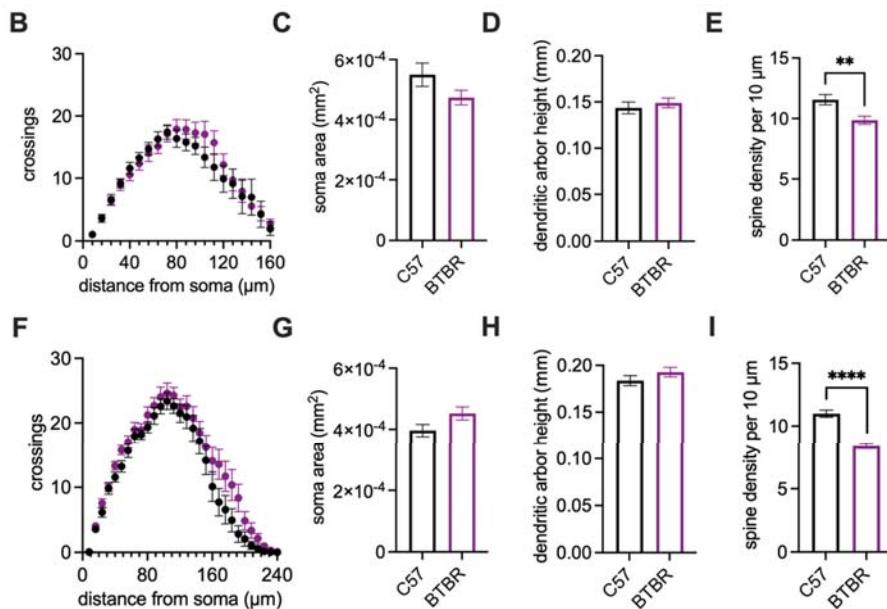 B
30
20
10
0
crossings
0 40 80 120 160
distance from soma (µm)
C
6×10⁻⁴
4×10⁻⁴
2×10⁻⁴
0
soma area (mm²)
C57
BTBR
D
0.20
0.15
0.10
0.05
0.00
dendritic arbor height (mm)
C57
BTBR
E
15
10
5
0
spine density per 10 µm
**
C57
BTBR
F
30
20
10
0
crossings
0 80 160 240
distance from soma (µm)
G
6×10⁻⁴
4×10⁻⁴
2×10⁻⁴
0
soma area (mm²)
C57
BTBR
H
0.20
0.15
0.10
0.05
0.00
dendritic arbor height (mm)
C57
BTBR
I
15
10
5
0
spine density per 10 µm
****
C57
BTBR